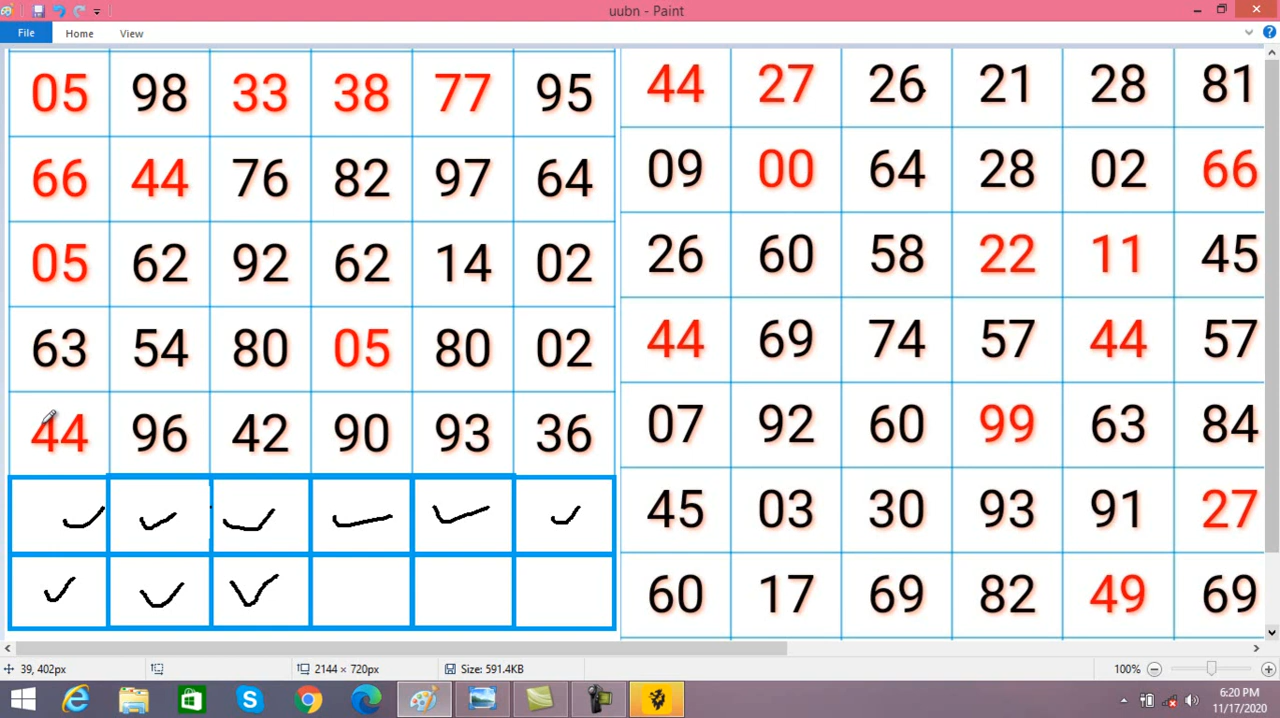 uubn - Paint
File Home View
05 98 33 38 77 95
66 44 76 82 97 64
05 62 92 62 14 02
63 54 80 05 80 02
44 96 42 90 93 36
44 27 26 21 28 81
09 00 64 28 02 66
26 60 58 22 11 45
44 69 74 57 44 57
07 92 60 99 63 84
45 03 30 93 91 27
60 17 69 82 49 69
39, 402px 2144 × 720px Size: 591.4KB 100%
6:20 PM
11/17/2020